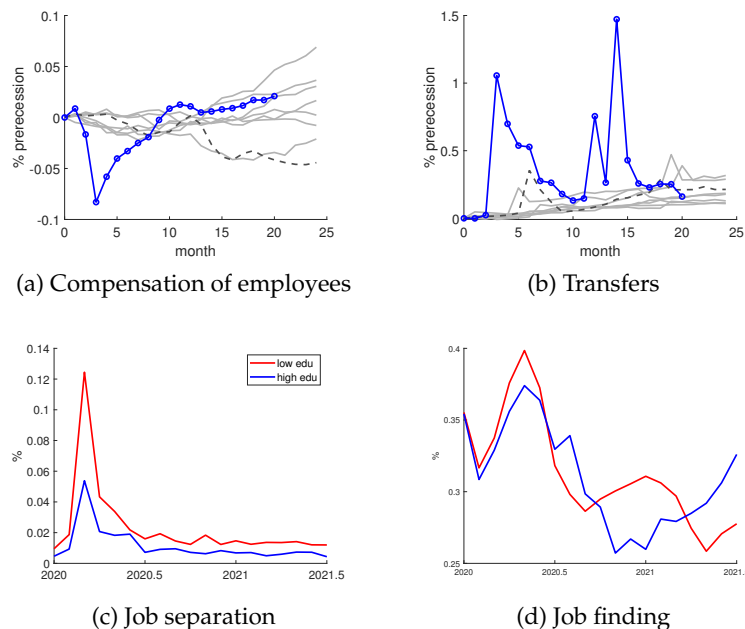 0.1
0.05
0
-0.05
-0.1
% prerecession
0 5 10 15 20 25
month
(a) Compensation of employees
1.5
1
0.5
0
% prerecession
0 5 10 15 20 25
month
(b) Transfers
0.14
0.12
0.1
0.08
0.06
0.04
0.02
0
%
low edu
high edu
2020 2020.5 2021 2021.5
(c) Job separation
0.4
0.35
0.3
0.25
%
2020 2020.5 2021 2021.
(d) Job finding